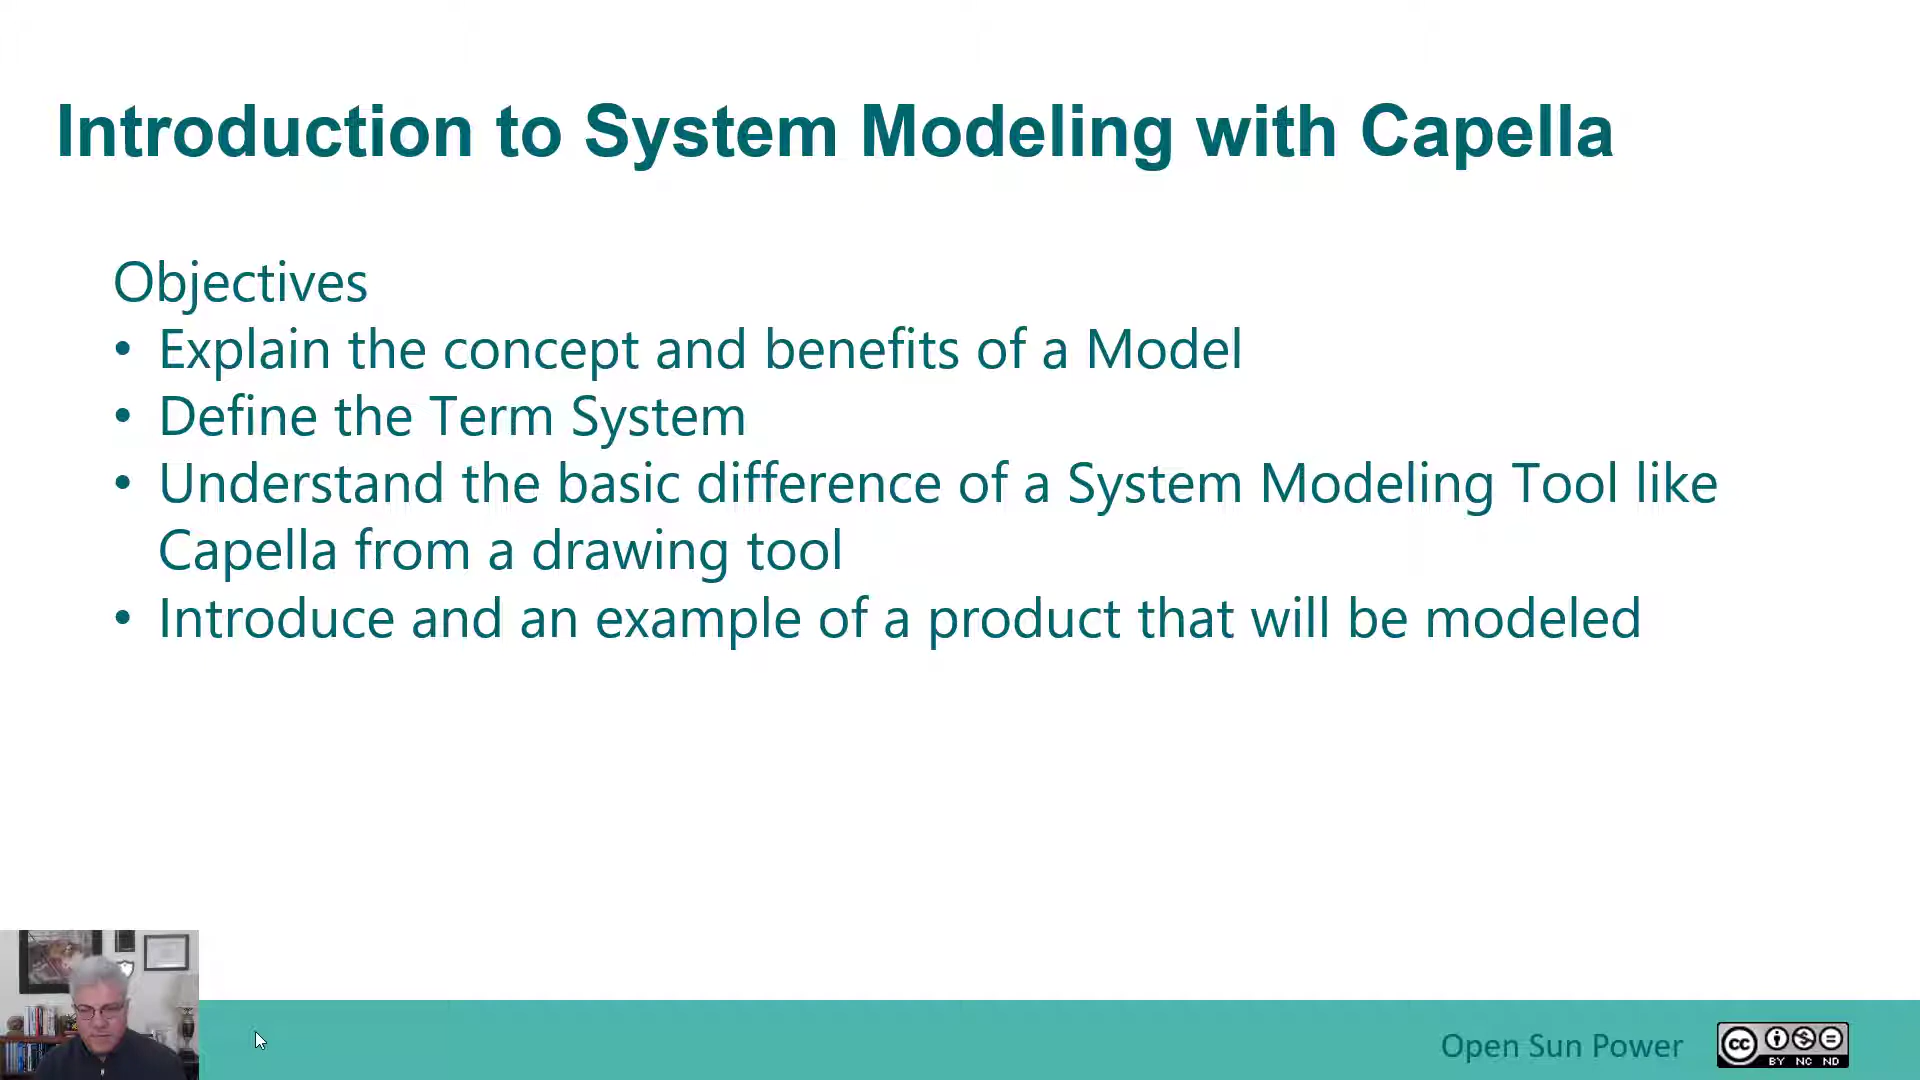 Introduction to System Modeling with Capella
Objectives
• Explain the concept and benefits of a Model
• Define the Term System
• Understand the basic difference of a System Modeling Tool like
Capella from a drawing tool
• Introduce and an example of a product that will be modeled
Open Sun Power
cc
BY NC ND